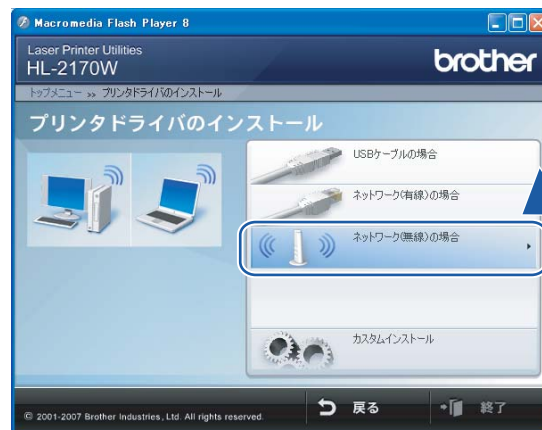 Macromedia Flash Player 8
Laser Printer Utilities
HL-2170W
brother
トップメニュー >> プリンタドライバのインストール
プリンタドライバのインストール
USBケーブルの場合
ネットワーク(有線)の場合
ネットワーク(無線)の場合
カスタムインストール
© 2001-2007 Brother Industries, Ltd. All rights reserved.
戻る
終了